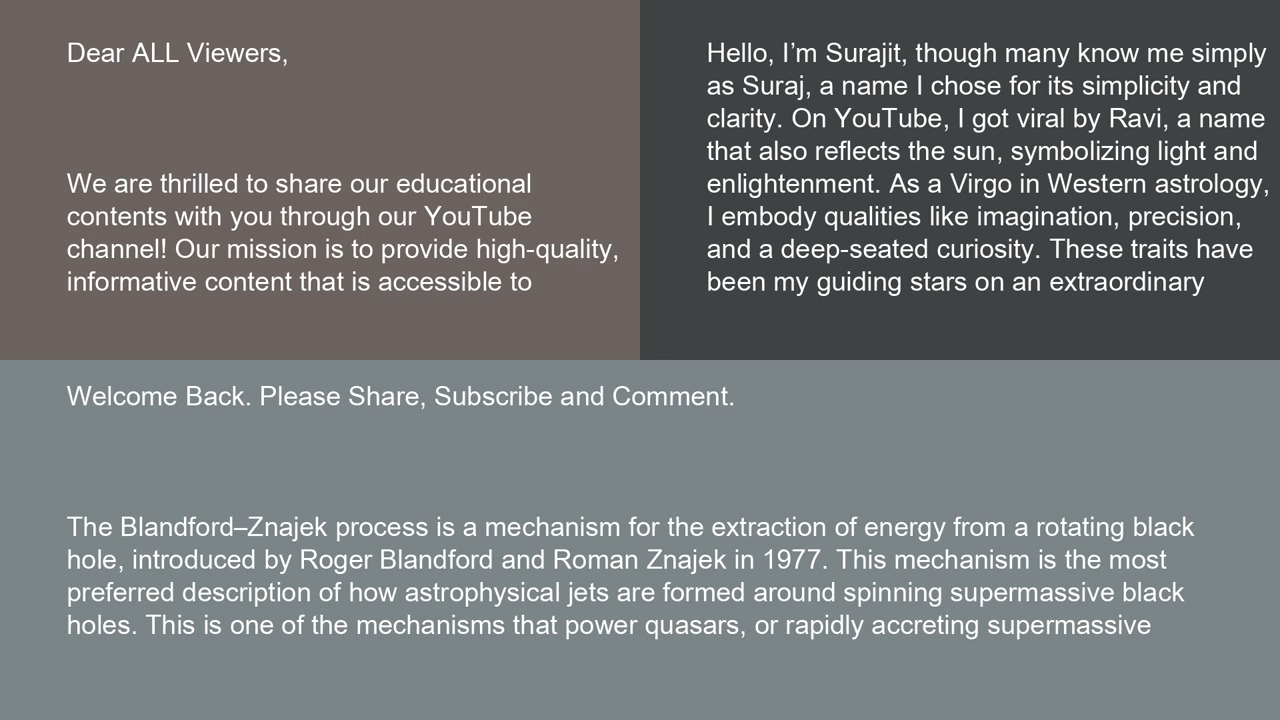 Dear ALL Viewers,
We are thrilled to share our educational
contents with you through our YouTube
channel! Our mission is to provide high-quality,
informative content that is accessible to
Hello, I’m Surajit, though many know me simply
as Suraj, a name I chose for its simplicity and
clarity. On YouTube, I got viral by Ravi, a name
that also reflects the sun, symbolizing light and
enlightenment. As a Virgo in Western astrology,
I embody qualities like imagination, precision,
and a deep-seated curiosity. These traits have
been my guiding stars on an extraordinary
Welcome Back. Please Share, Subscribe and Comment.
The Blandford–Znajek process is a mechanism for the extraction of energy from a rotating black
hole, introduced by Roger Blandford and Roman Znajek in 1977. This mechanism is the most
preferred description of how astrophysical jets are formed around spinning supermassive black
holes. This is one of the mechanisms that power quasars, or rapidly accreting supermassive